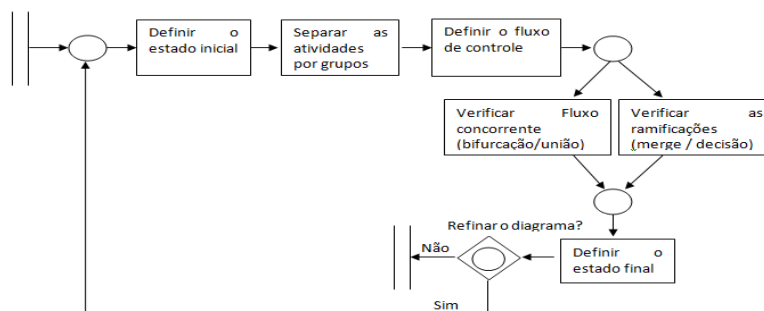 Definir o
estado inicial
Separar as
atividades
por grupos
Definir o fluxo
de controle
Verificar Fluxo
concorrente
(bifurcação/união)
Verificar as
ramificações
(merge / decisão)
Refinar o diagrama?
Não
Definir o
estado final
Sim